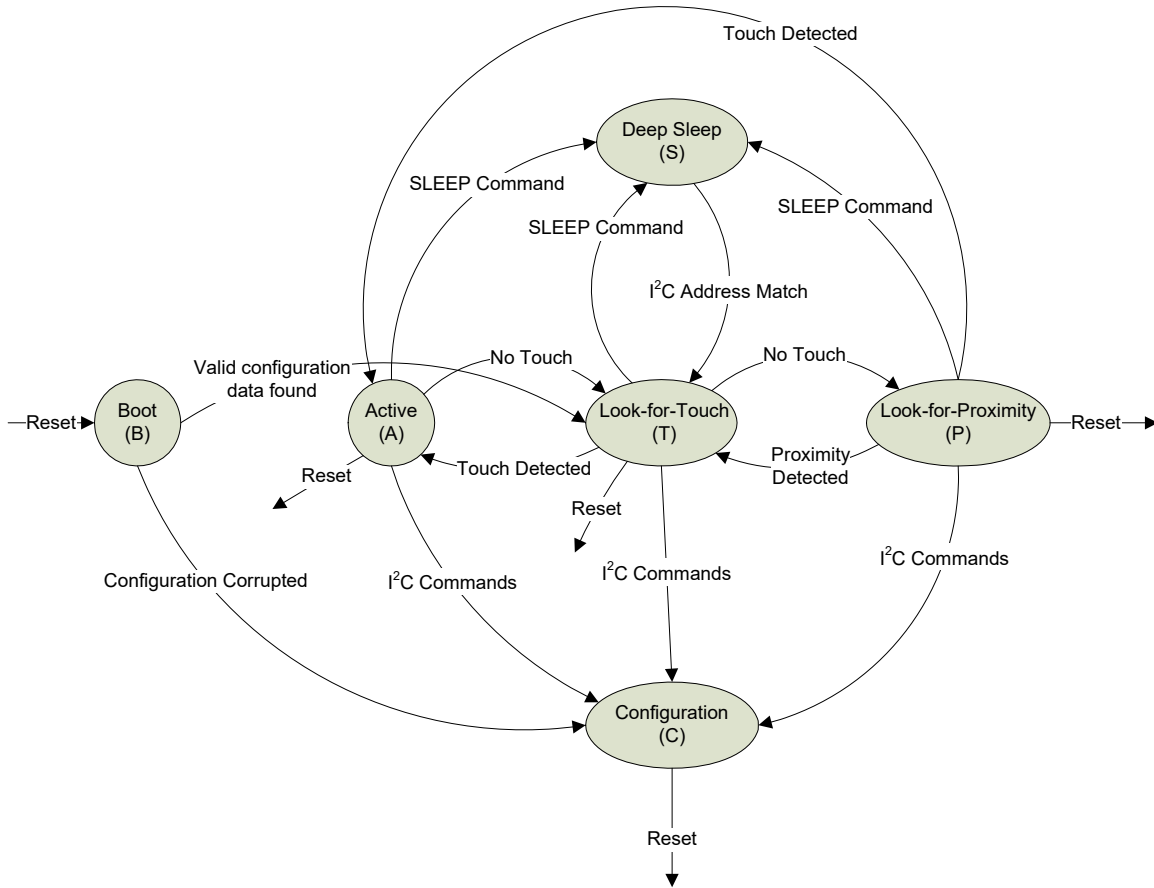 Touch Detected
Deep Sleep
(S)
SLEEP Command
SLEEP Command
SLEEP Command
I²C Address Match
No Touch
No Touch
Valid configuration
data found
Boot
(B)
Active
(A)
Look-for-Touch
(T)
Look-for-Proximity
(P)
Reset
Reset
Touch Detected
Proximity
Detected
Reset
Reset
Configuration Corrupted
I²C Commands
I²C Commands
I²C Commands
Configuration
(C)
Reset